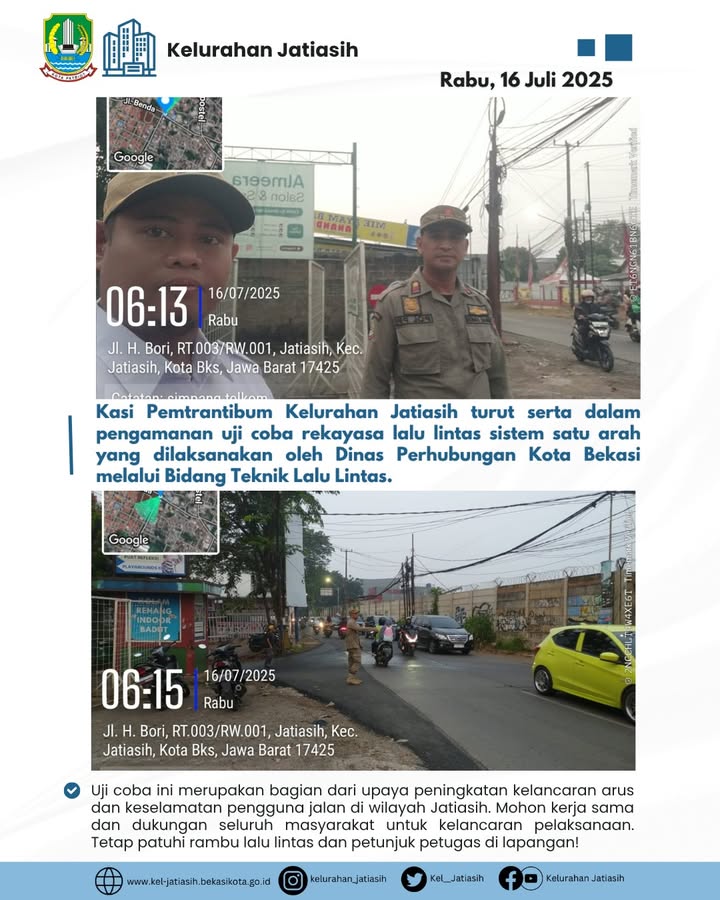 Kelurahan Jatiasih
Rabu, 16 Juli 2025
Jl. Benda
Google
Almeera
Salon & S
06:13
16/07/2025
Rabu
Jl. H. Bori, RT.003/RW.001, Jatiasih, Kec.
Jatiasih, Kota Bks, Jawa Barat 17425
Catatan: simpang telkom
Kasi Pemtrantibum Kelurahan Jatiasih turut serta dalam
pengamanan uji coba rekayasa lalu lintas sistem satu arah
yang dilaksanakan oleh Dinas Perhubungan Kota Bekasi
melalui Bidang Teknik Lalu Lintas.
Google
KOLAM
RENANG
INDOOR
BADUT
06:15
16/07/2025
Rabu
Jl. H. Bori, RT.003/RW.001, Jatiasih, Kec.
Jatiasih, Kota Bks, Jawa Barat 17425
Uji coba ini merupakan bagian dari upaya peningkatan kelancaran arus
dan keselamatan pengguna jalan di wilayah Jatiasih. Mohon kerja sama
dan dukungan seluruh masyarakat untuk kelancaran pelaksanaan.
Tetap patuhi rambu lalu lintas dan petunjuk petugas di lapangan!
www.kel-jatiasih.bekasikota.go.id
kelurahan_jatiasih
Kel__Jatiasih
Kelurahan Jatiasih